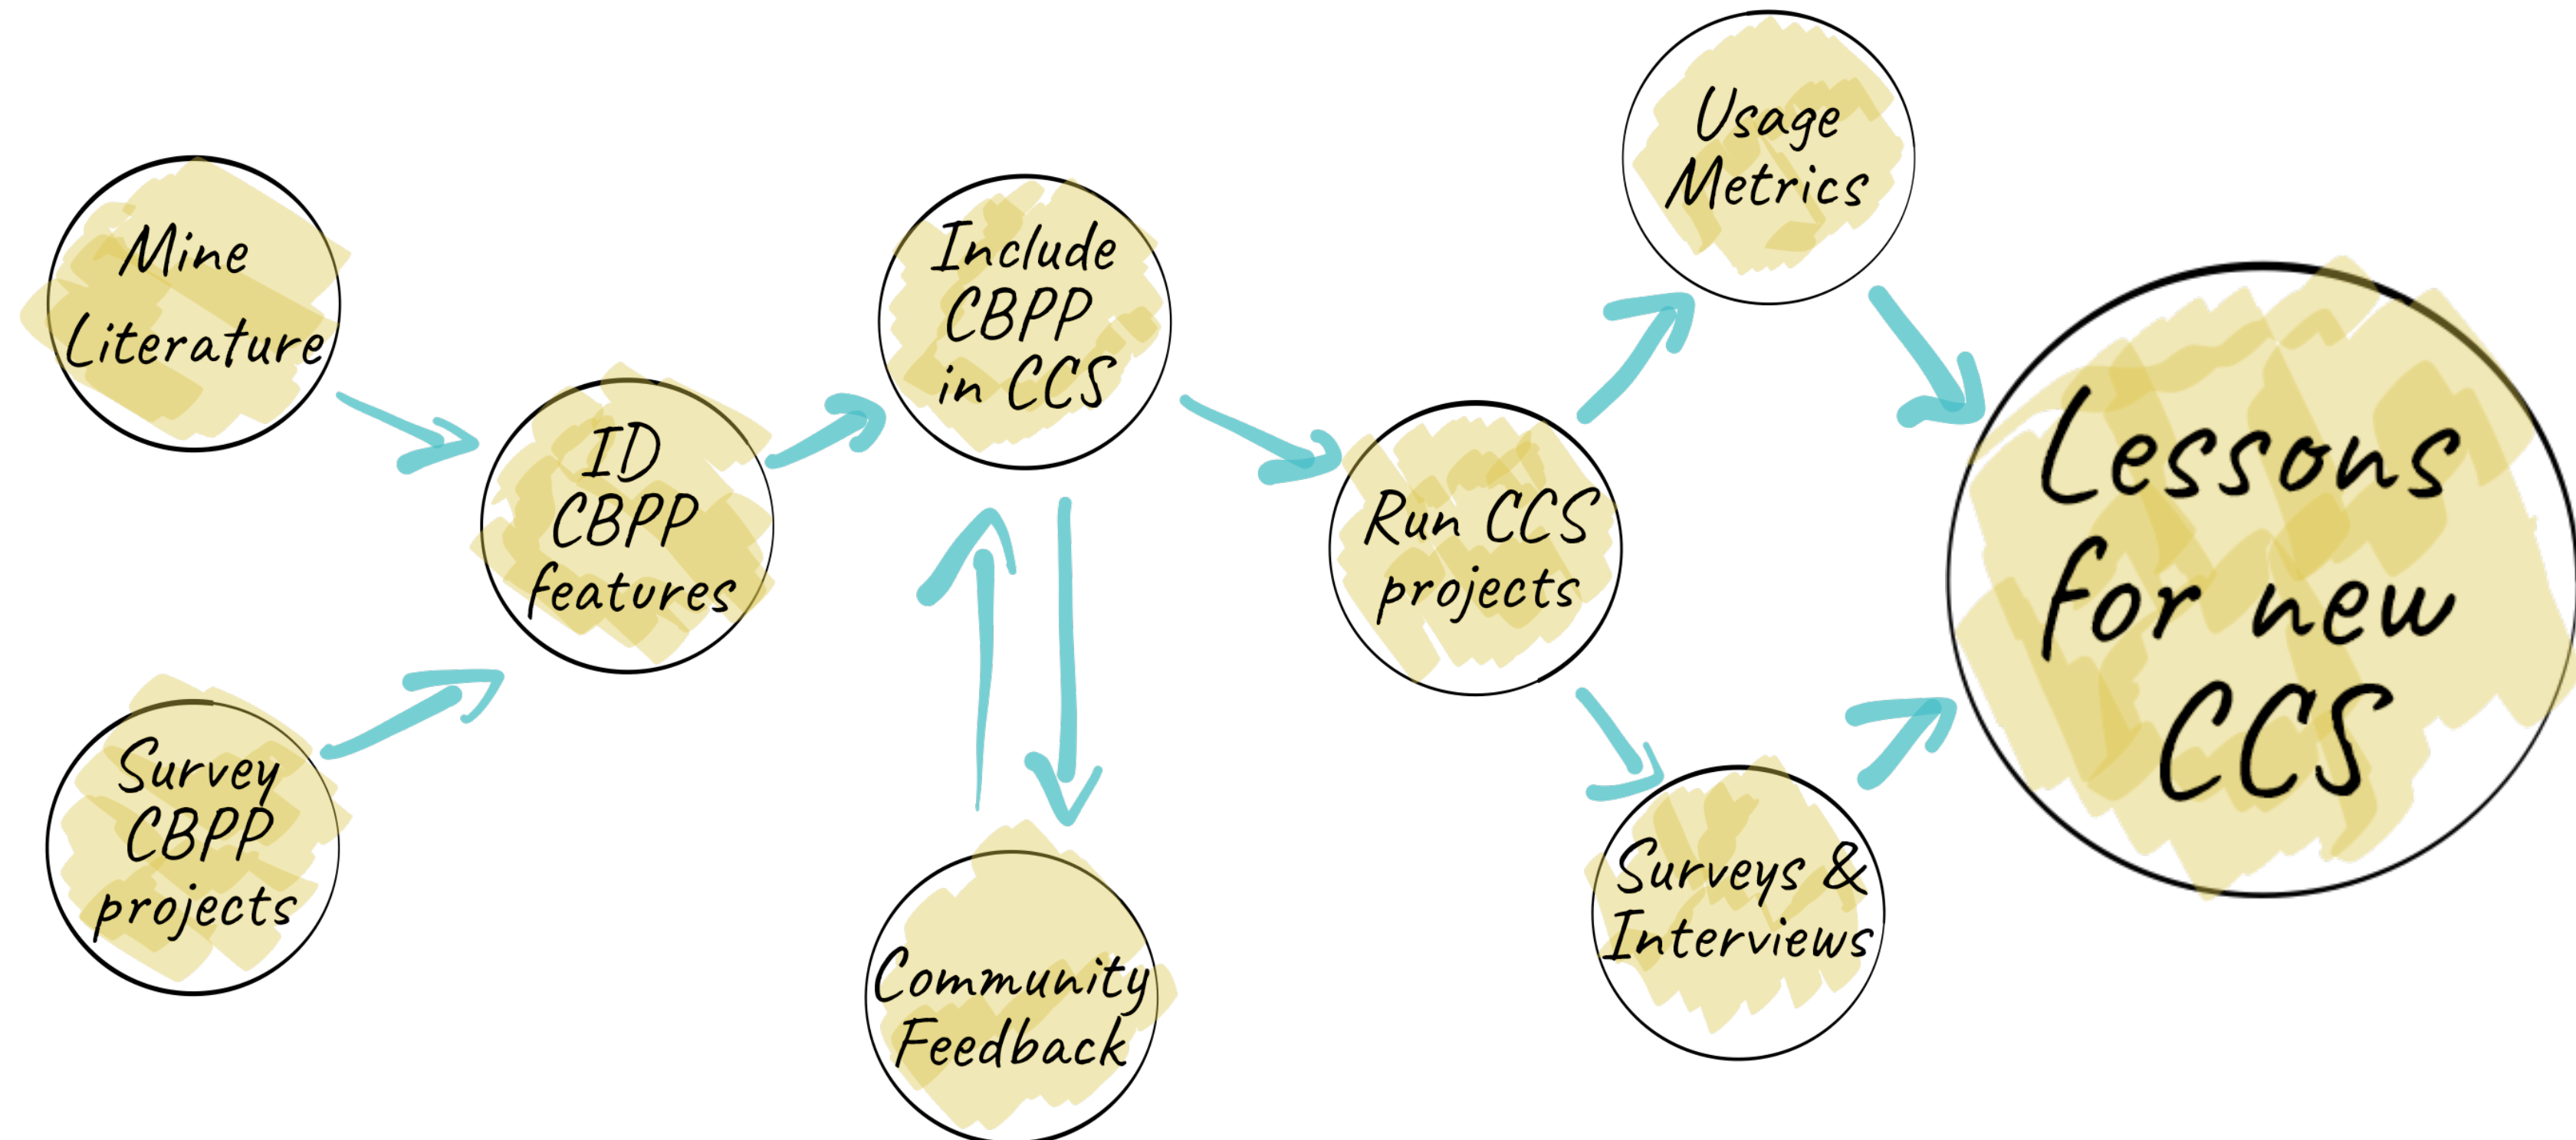 Mine
Literature
Survey
CBPP
projects
ID
CBPP
features
Include
CBPP
in CCS
Community
Feedback
Run CCS
projects
Usage
Metrics
Surveys &
Interviews
Lessons
for new
CCS